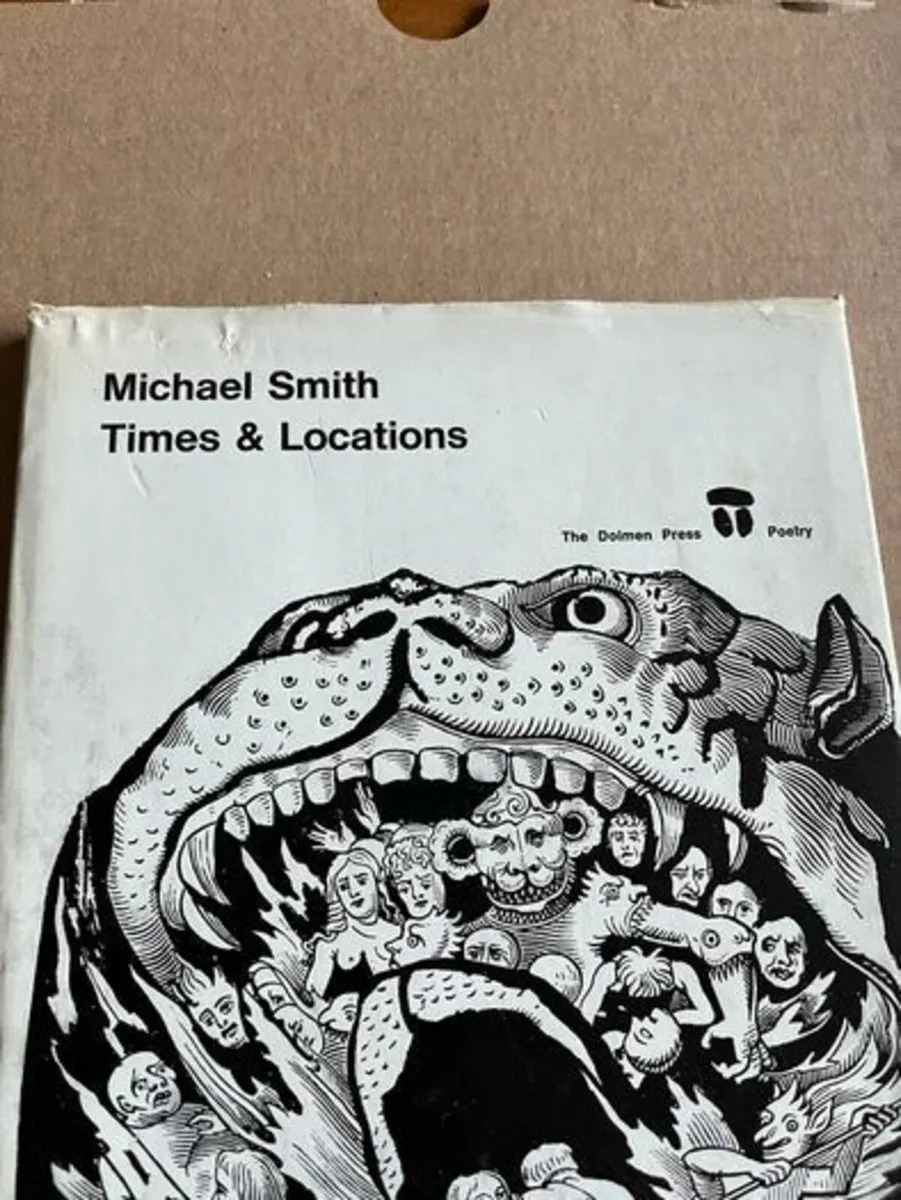 Michael Smith
Times & Locations
The Dolmen Press Poetry